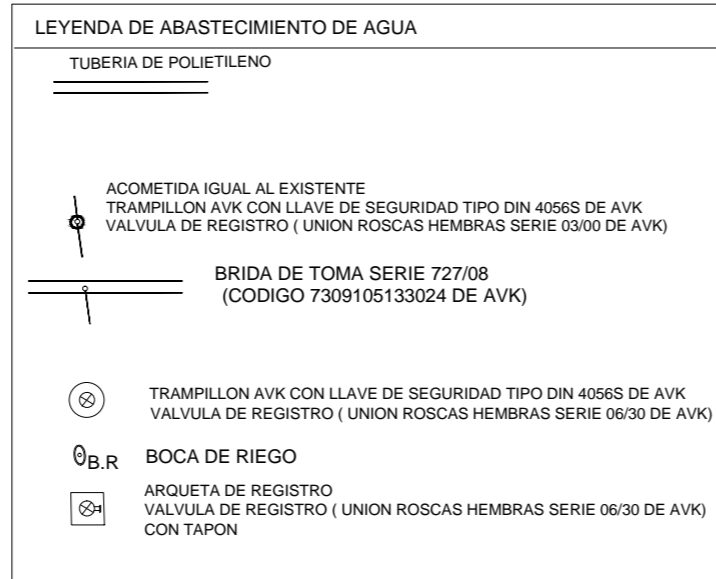 LEYENDA DE ABASTECIMIENTO DE AGUA
TUBERIA DE POLIETILENO
ACOMETIDA IGUAL AL EXISTENTE
TRAMPILLON AVK CON LLAVE DE SEGURIDAD TIPO DIN 4056S DE AVK
VALVULA DE REGISTRO ( UNION ROSCAS HEMBRAS SERIE 03/00 DE AVK)
BRIDA DE TOMA SERIE 727/08
(CODIGO 7309105133024 DE AVK)
TRAMPILLON AVK CON LLAVE DE SEGURIDAD TIPO DIN 4056S DE AVK
VALVULA DE REGISTRO ( UNION ROSCAS HEMBRAS SERIE 06/30 DE AVK)
B.R BOCA DE RIEGO
ARQUETA DE REGISTRO
VALVULA DE REGISTRO ( UNION ROSCAS HEMBRAS SERIE 06/30 DE AVK)
CON TAPON